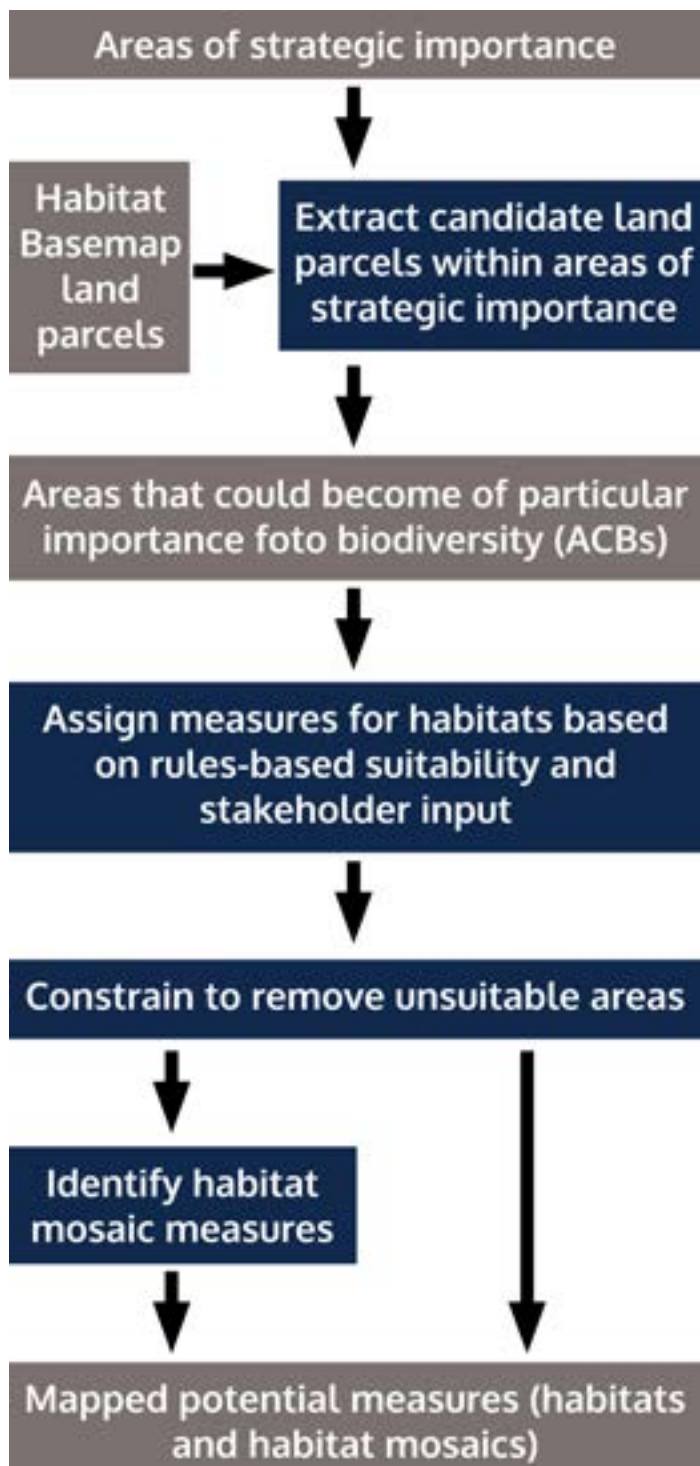 Areas of strategic importance
Habitat
Basemap
land
parcels
Extract candidate land
parcels within areas of
strategic importance
Areas that could become of particular
importance foto biodiversity (ACBs)
Assign measures for habitats based
on rules-based suitability and
stakeholder input
Constrain to remove unsuitable areas
Identify habitat
mosaic measures
Mapped potential measures (habitats
and habitat mosaics)